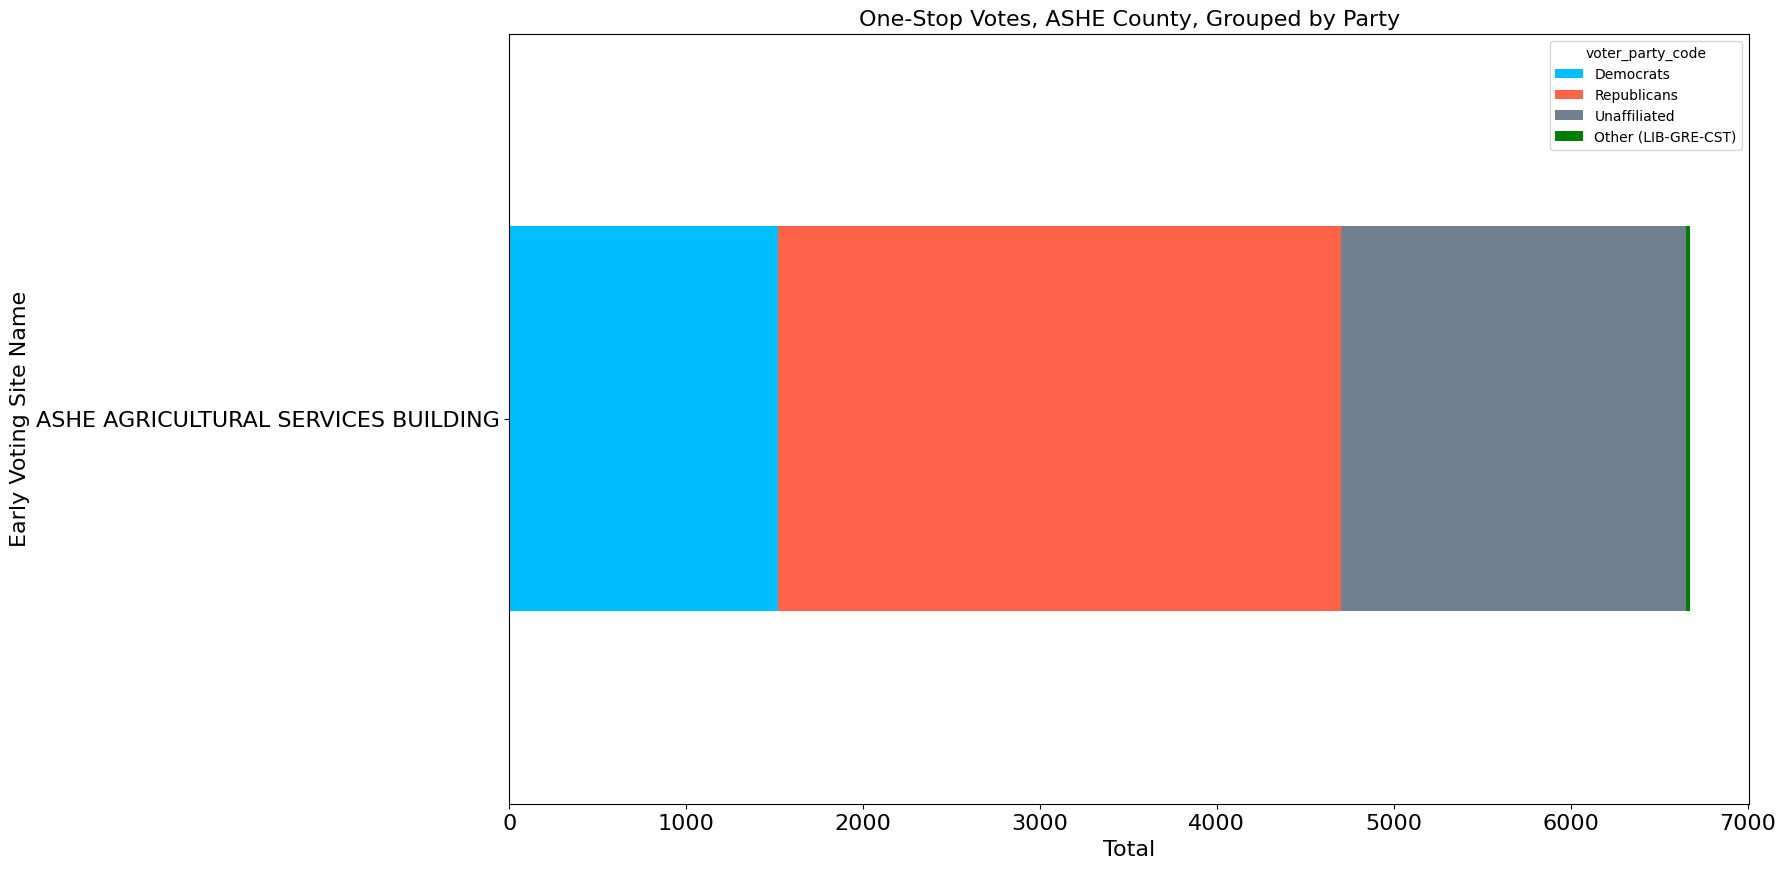 One-Stop Votes, ASHE County, Grouped by Party
voter_party_code
Democrats
Republicans
Unaffiliated
Other (LIB-GRE-CST)
Early Voting Site Name
ASHE AGRICULTURAL SERVICES BUILDING
0 1000 2000 3000 4000 5000 6000 7000
Total